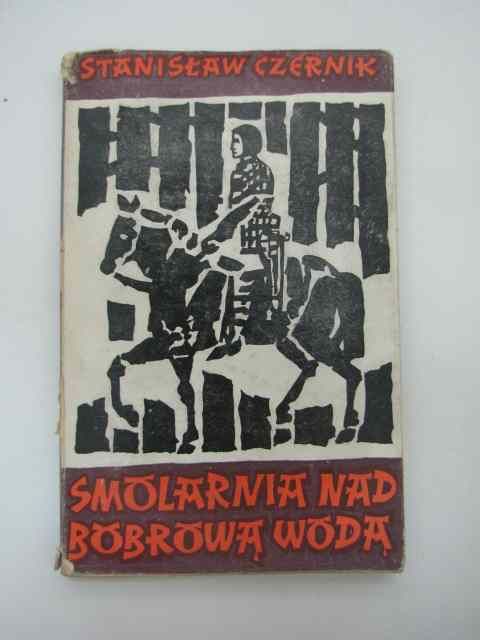 STANISŁAW CZERNIK
SMOLARNIA NAD
BOBROWĄ WODĄ